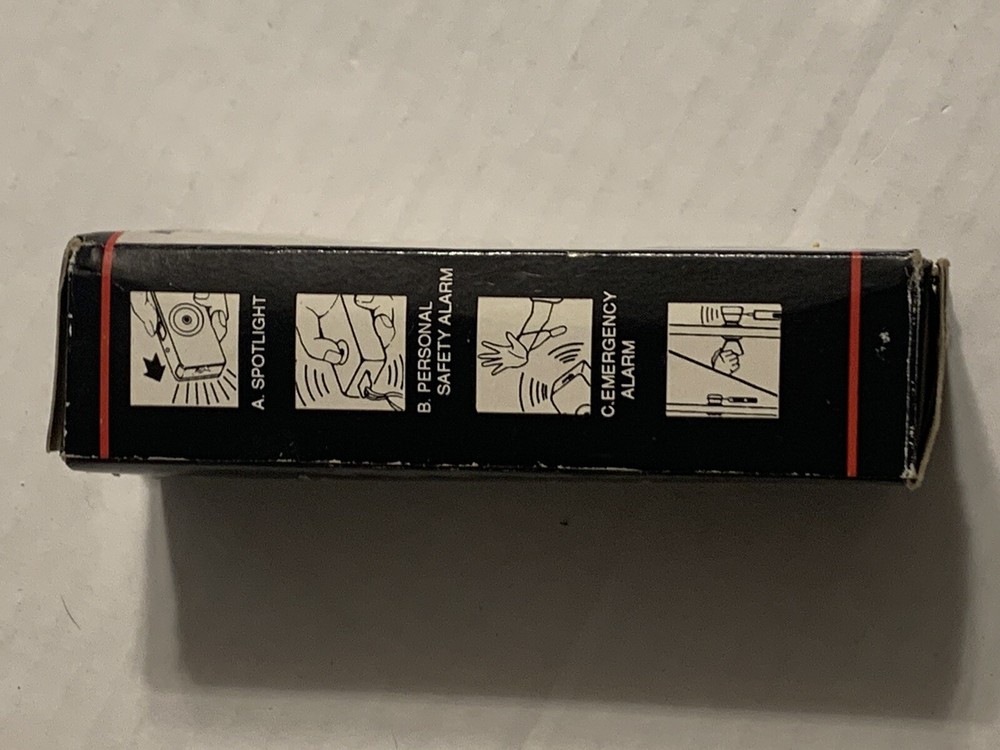 A. SPOTLIGHT
B. PERSONAL
SAFETY ALARM
C.EMERGENCY
ALARM